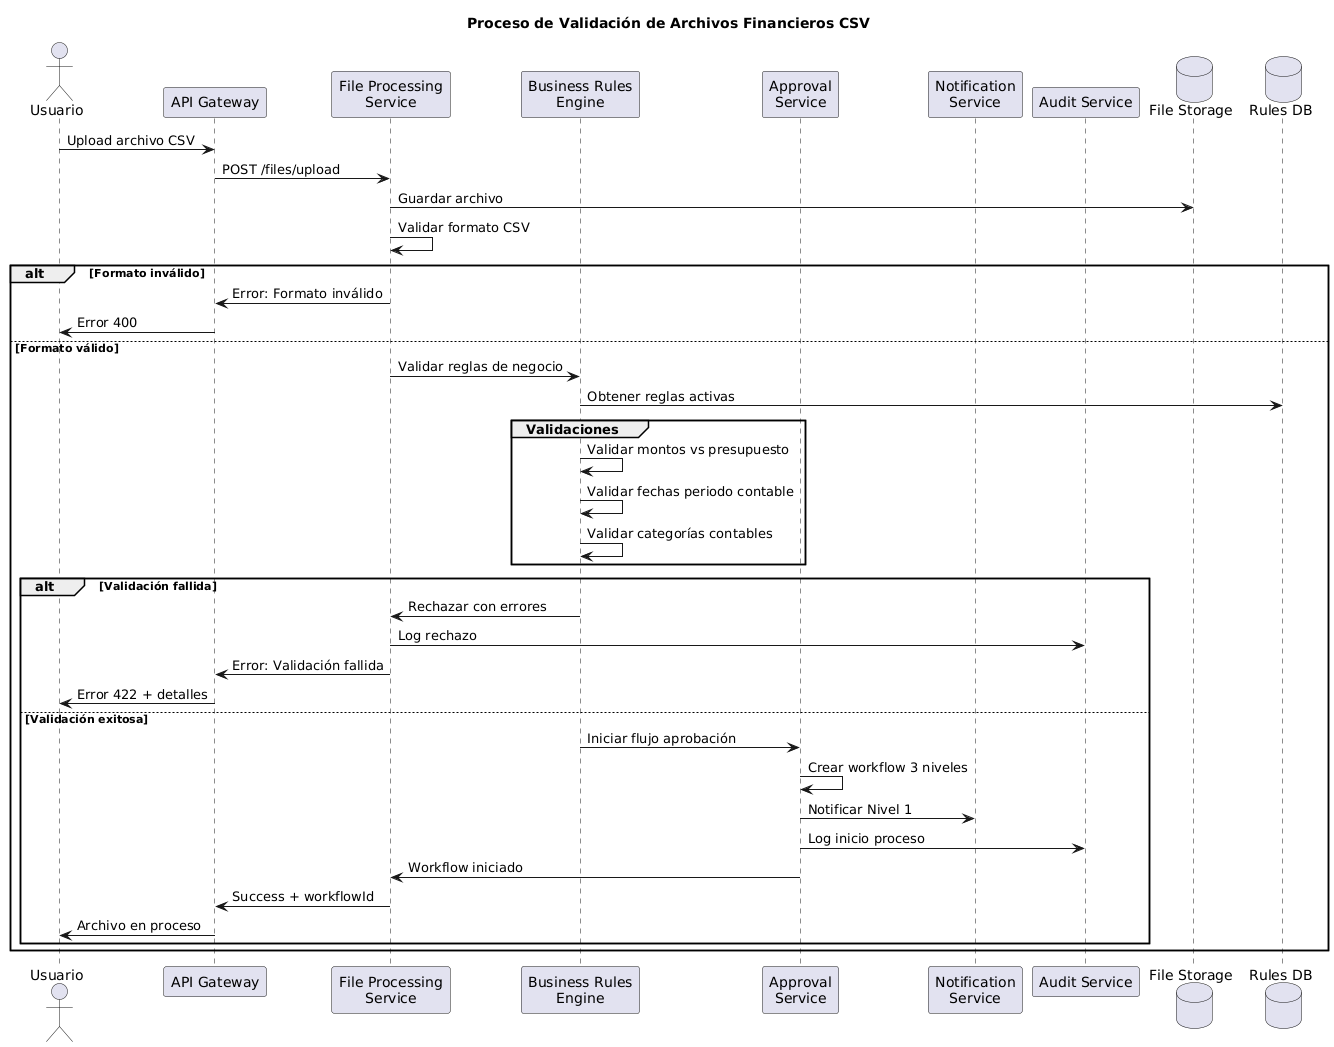 Proceso de Validación de Archivos Financieros CSV
Usuario
API Gateway
File Processing
Service
Business Rules
Engine
Approval
Service
Notification
Service
Audit Service
File Storage
Rules DB
Upload archivo CSV
POST /files/upload
Guardar archivo
Validar formato CSV
alt [Formato inválido]
Error: Formato inválido
Error 400
[Formato válido]
Validar reglas de negocio
Obtener reglas activas
Validaciones
Validar montos vs presupuesto
Validar fechas periodo contable
Validar categorías contables
alt [Validación fallida]
Rechazar con errores
Log rechazo
Error: Validación fallida
Error 422 + detalles
[Validación exitosa]
Iniciar flujo aprobación
Crear workflow 3 niveles
Notificar Nivel 1
Log inicio proceso
Workflow iniciado
Success + workflowId
Archivo en proceso
Usuario
API Gateway
File Processing
Service
Business Rules
Engine
Approval
Service
Notification
Service
Audit Service
File Storage
Rules DB